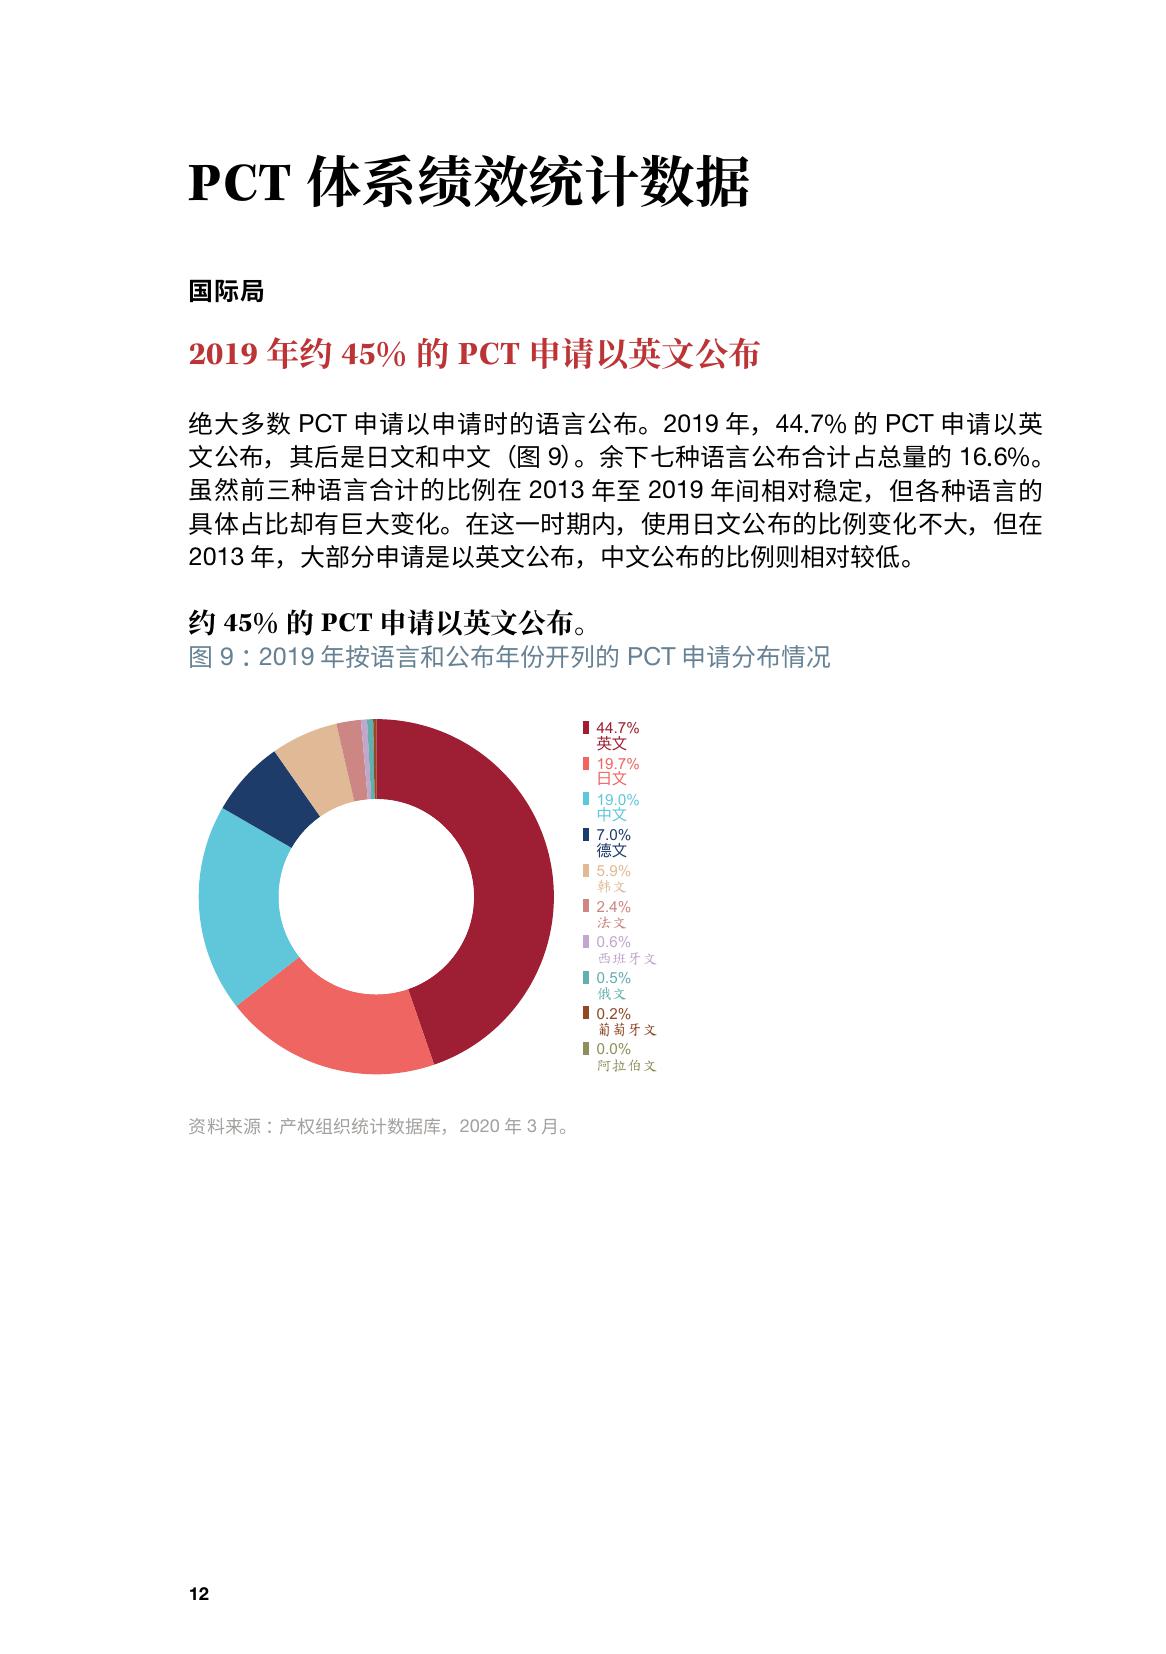 PCT 体系绩效统计数据
国际局
2019 年约 45% 的 PCT 申请以英文公布
绝大多数 PCT 申请以申请时的语言公布。2019 年，44.7% 的 PCT 申请以英
文公布，其后是日文和中文（图 9）。余下七种语言公布合计占总量的 16.6%。
虽然前三种语言合计的比例在 2013 年至 2019 年间相对稳定，但各种语言的
具体占比却有巨大变化。在这一时期内，使用日文公布的比例变化不大，但在
2013 年，大部分申请是以英文公布，中文公布的比例则相对较低。
约 45% 的 PCT 申请以英文公布。
图 9：2019 年按语言和公布年份开列的 PCT 申请分布情况
44.7%
英文
19.7%
日文
19.0%
中文
7.0%
德文
5.9%
韩文
2.4%
法文
0.6%
西班牙文
0.5%
俄文
0.2%
葡萄牙文
0.0%
阿拉伯文
资料来源：产权组织统计数据库，2020 年 3 月。
12